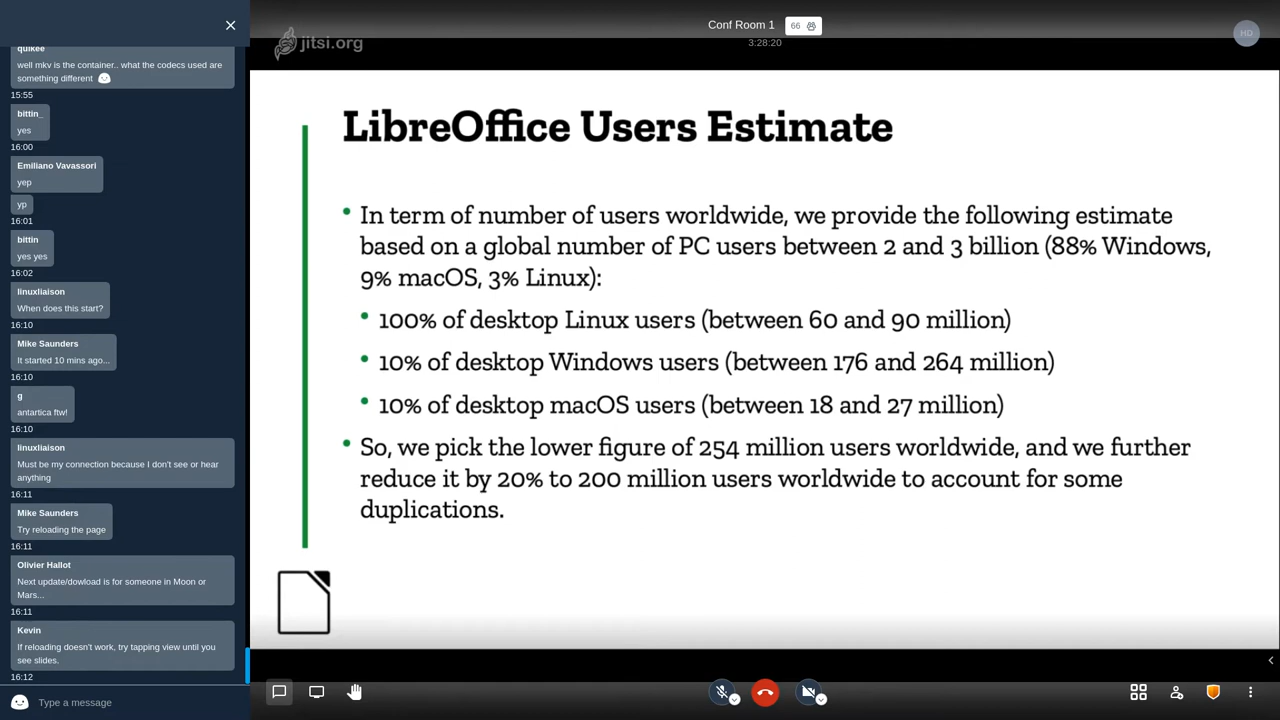 quikee
well mkv is the container.. what the codecs used are
something different
15:55
bittin_
yes
16:00
Emiliano Vavassori
yep
yp
16:01
bittin
yes yes
16:02
linuxliaison
When does this start?
16:10
Mike Saunders
It started 10 mins ago...
16:10
g
antartica ftw!
16:10
linuxliaison
Must be my connection because I don't see or hear
anything
16:11
Mike Saunders
Try reloading the page
16:11
Olivier Hallot
Next update/dowload is for someone in Moon or
Mars...
16:11
Kevin
If reloading doesn't work, try tapping view until you
see slides.
16:12
Type a message
jitsi.org
Conf Room 1
66
3:28:20
HD
LibreOffice Users Estimate
• In term of number of users worldwide, we provide the following estimate
based on a global number of PC users between 2 and 3 billion (88% Windows,
9% macOS, 3% Linux):
• 100% of desktop Linux users (between 60 and 90 million)
• 10% of desktop Windows users (between 176 and 264 million)
• 10% of desktop macOS users (between 18 and 27 million)
• So, we pick the lower figure of 254 million users worldwide, and we further
reduce it by 20% to 200 million users worldwide to account for some
duplications.